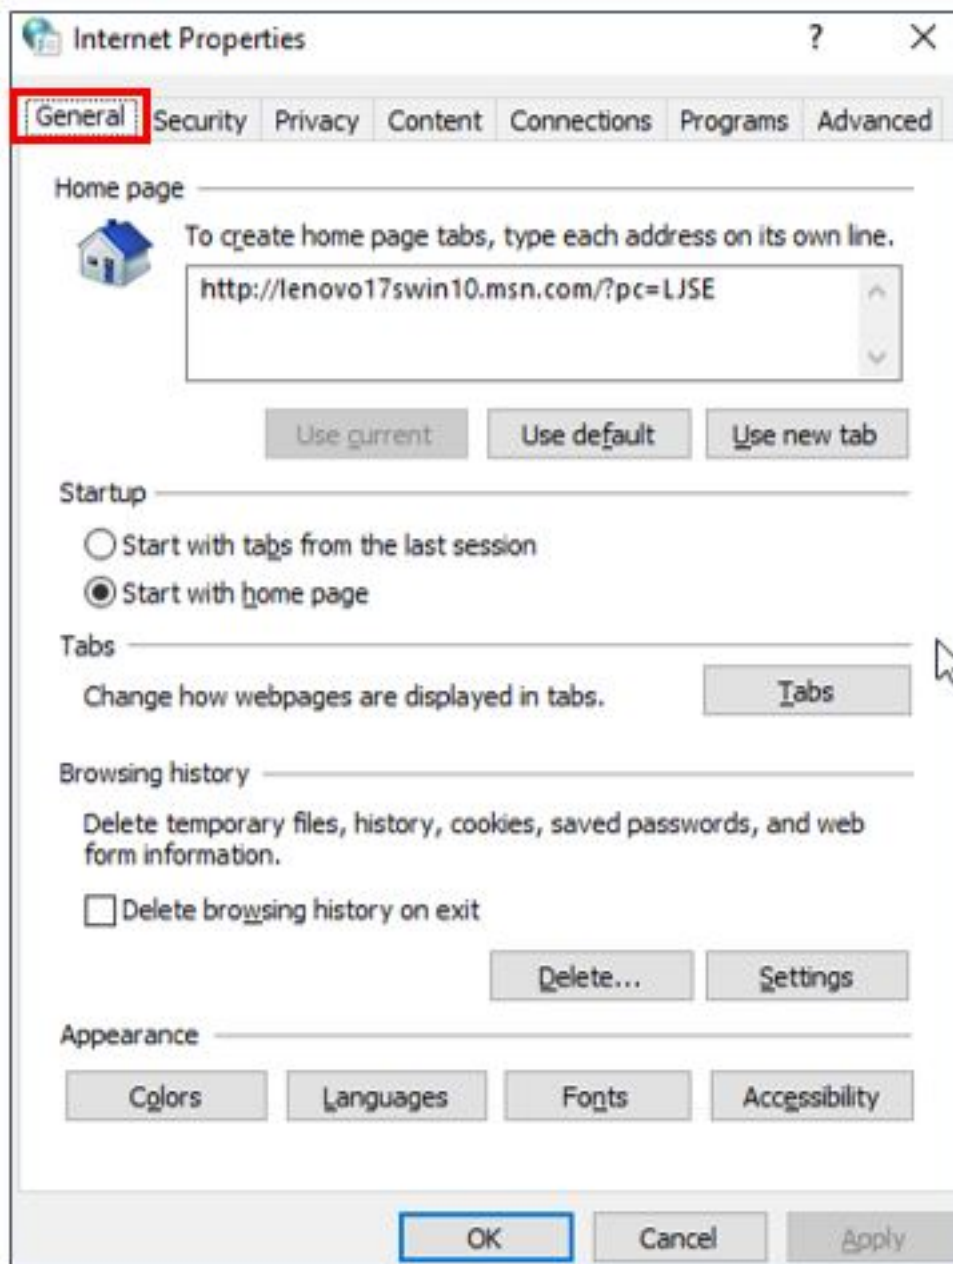 Internet Properties
?
General Security Privacy Content Connections Programs Advanced
Home page
To create home page tabs, type each address on its own line.
http://lenovo17swin10.msn.com/?pc=LJSE
Use current Use default Use new tab
Startup
Start with tabs from the last session
Start with home page
Tabs
Change how webpages are displayed in tabs. Tabs
Browsing history
Delete temporary files, history, cookies, saved passwords, and web
form information.
Delete browsing history on exit
Delete... Settings
Appearance
Colors Languages Fonts Accessibility
OK Cancel Apply